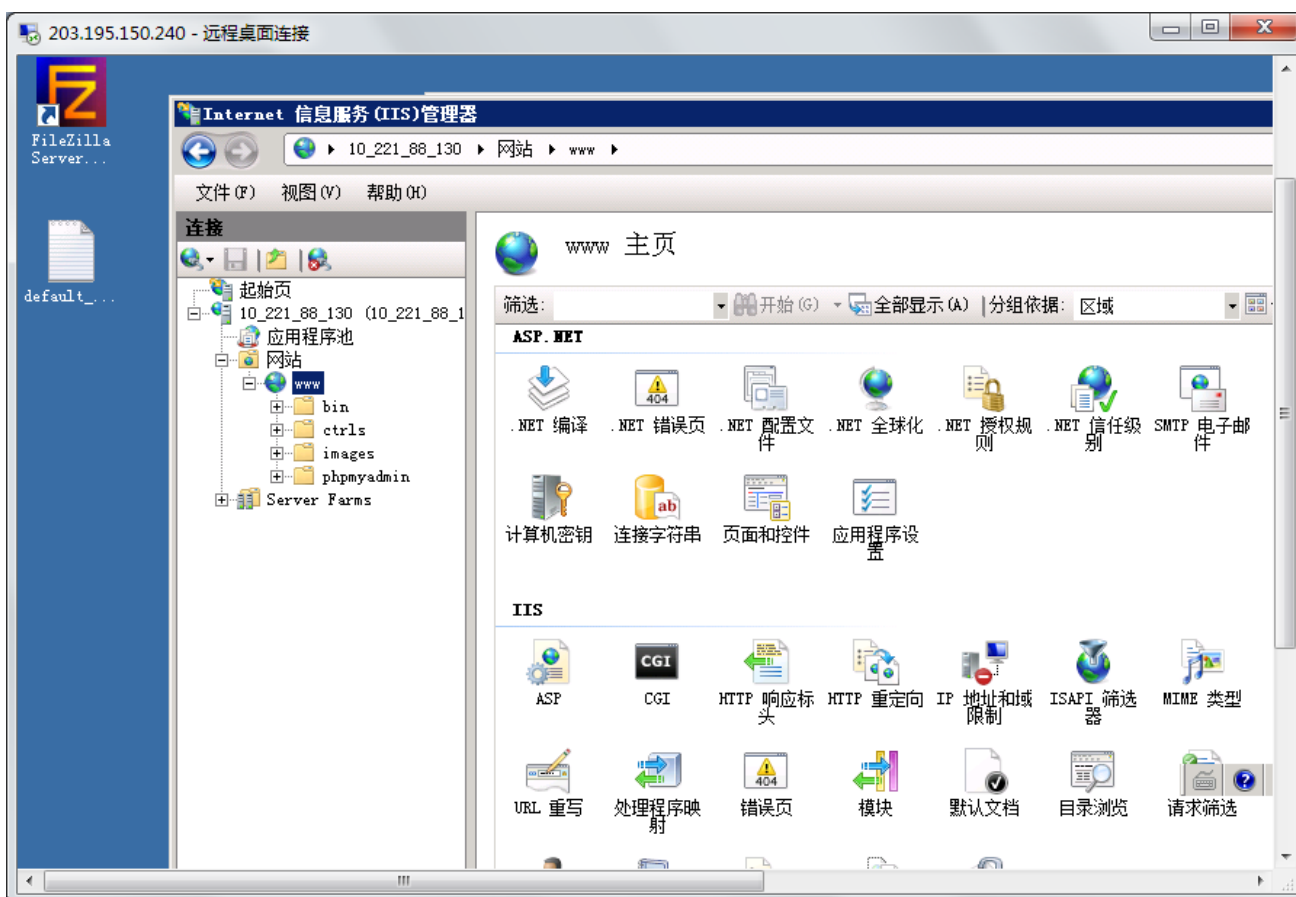 203.195.150.240 - 远程桌面连接
FileZilla
Server...
default_...
Internet 信息服务(IIS)管理器
10_221_88_130 网站 www
文件(F) 视图(V) 帮助(H)
连接
起始页
10_221_88_130 (10_221_88_1
应用程序池
网站
www
bin
ctrls
images
phpmyadmin
Server Farms
www 主页
筛选: 开始(G) 全部显示(A) 分组依据: 区域
ASP.NET
.NET 编译 .NET 错误页 .NET 配置文 .NET 全球化 .NET 授权规 .NET 信任级 SMTP 电子邮
件 则 别 件
计算机密钥 连接字符串 页面和控件 应用程序设
置
IIS
ASP CGI HTTP 响应标 HTTP 重定向 IP 地址和域 ISAPI 筛选 MIME 类型
头 限制 器
URL 重写 处理程序映 错误页 模块 默认文档 目录浏览 请求筛选
射